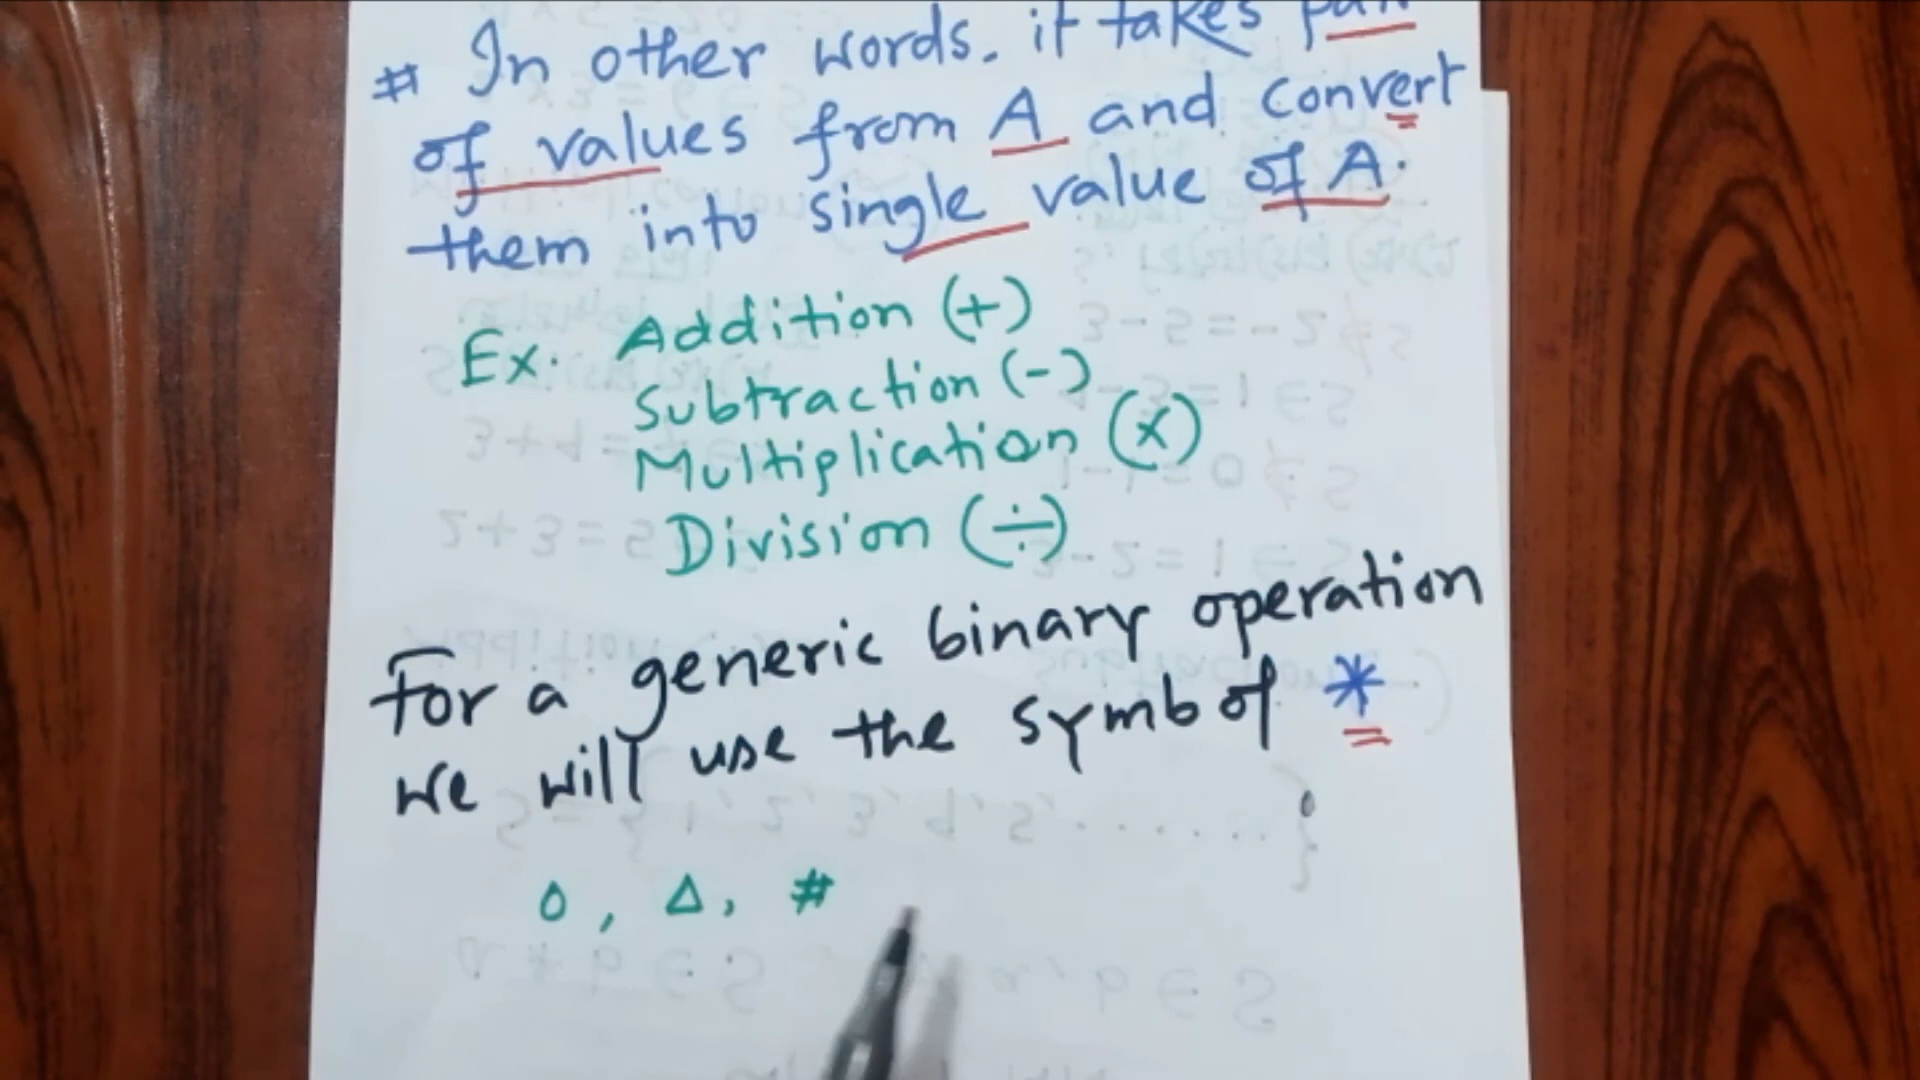 # In other words. it takes pair
of values from A and convert
them into single value of A.
Ex. Addition (+)
Subtraction (-)
Multiplication (x)
Division (÷)
For a generic binary operation
we will use the symbol *
o, Δ, #